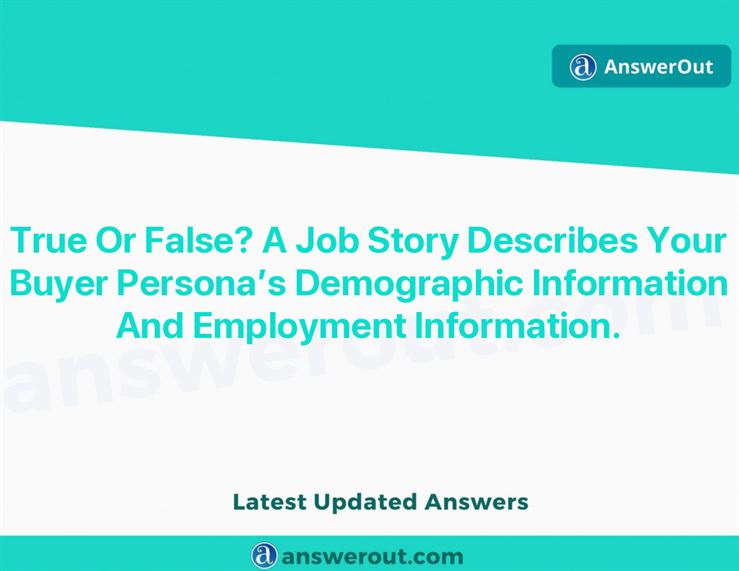 AnswerOut
True Or False? A Job Story Describes Your
Buyer Persona’s Demographic Information
And Employment Information.
answerout.com
Latest Updated Answers
answerout.com